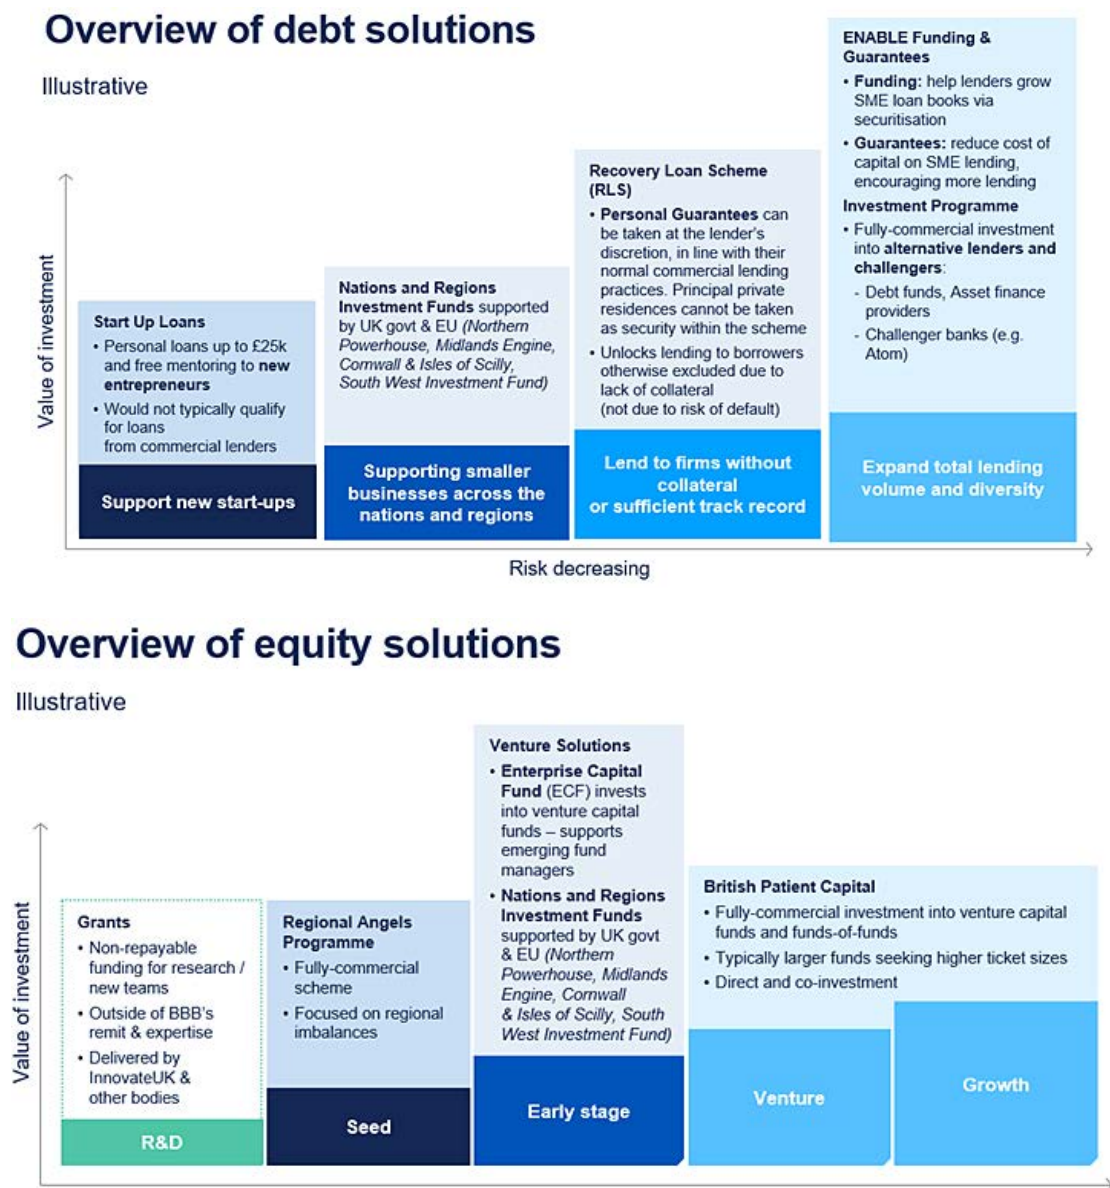 Overview of debt solutions
Illustrative
Value of investment
Start Up Loans
• Personal loans up to £25k
and free mentoring to new
entrepreneurs
• Would not typically qualify
for loans
from commercial lenders
Support new start-ups
Nations and Regions
Investment Funds supported
by UK govt & EU (Northern
Powerhouse, Midlands Engine,
Cornwall & Isles of Scilly,
South West Investment Fund)
Supporting smaller
businesses across the
nations and regions
Recovery Loan Scheme
(RLS)
• Personal Guarantees can
be taken at the lender's
discretion, in line with their
normal commercial lending
practices. Principal private
residences cannot be taken
as security within the scheme
• Unlocks lending to borrowers
otherwise excluded due to
lack of collateral
(not due to risk of default)
Lend to firms without
collateral
or sufficient track record
ENABLE Funding &
Guarantees
• Funding: help lenders grow
SME loan books via
securitisation
• Guarantees: reduce cost of
capital on SME lending,
encouraging more lending
Investment Programme
• Fully-commercial investment
into alternative lenders and
challengers:
- Debt funds, Asset finance
providers
- Challenger banks (e.g.
Atom)
Expand total lending
volume and diversity
Risk decreasing
Overview of equity solutions
Illustrative
Value of investment
Grants
• Non-repayable
funding for research /
new teams
• Outside of BBB's
remit & expertise
• Delivered by
InnovateUK &
other bodies
R&D
Regional Angels
Programme
• Fully-commercial
scheme
• Focused on regional
imbalances
Seed
Venture Solutions
• Enterprise Capital
Fund (ECF) invests
into venture capital
funds – supports
emerging fund
managers
• Nations and Regions
Investment Funds
supported by UK govt
& EU (Northern
Powerhouse, Midlands
Engine, Cornwall
& Isles of Scilly, South
West Investment Fund)
Early stage
British Patient Capital
• Fully-commercial investment into venture capital
funds and funds-of-funds
• Typically larger funds seeking higher ticket sizes
• Direct and co-investment
Venture
Growth